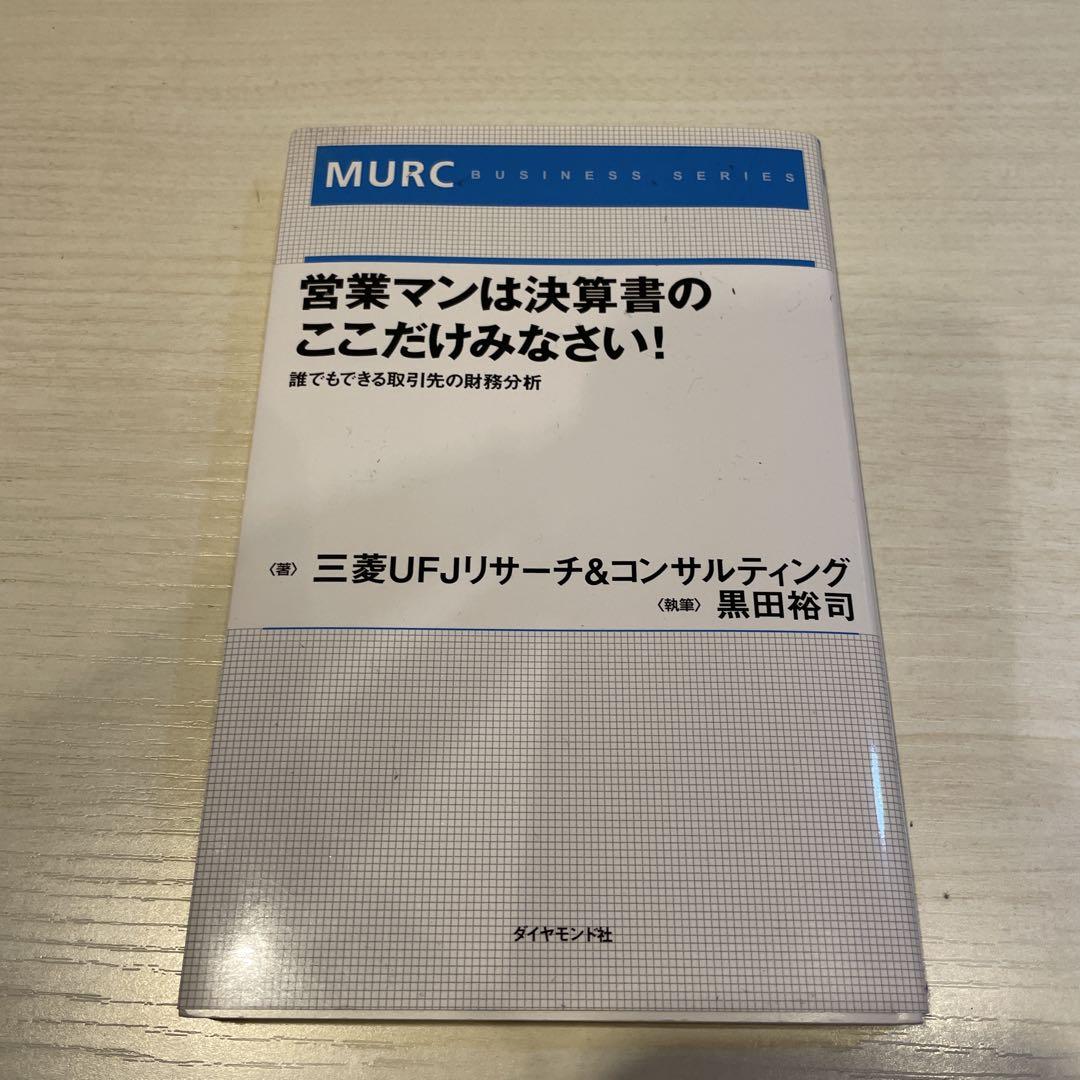 MURC BUSINESS SERIES
営業マンは決算書の
ここだけみなさい!
誰でもできる取引先の財務分析
〈著〉 三菱UFJリサーチ&コンサルティング
〈執筆〉 黒田裕司
ダイヤモンド社